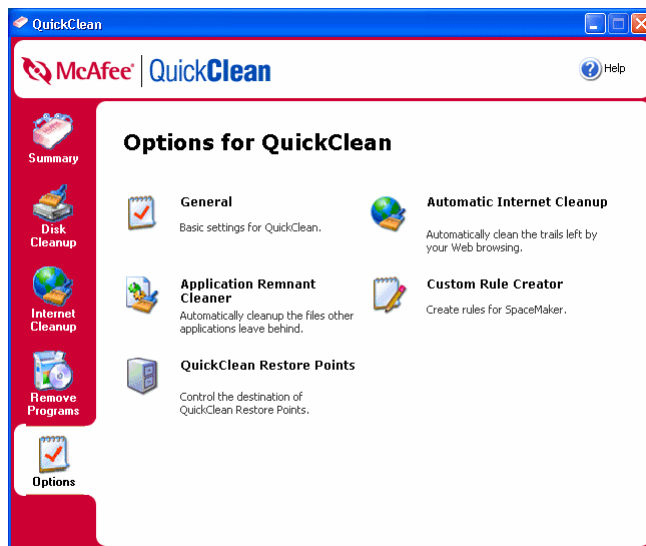 QuickClean
McAfee® QuickClean
Help
Summary
Disk
Cleanup
Internet
Cleanup
Remove
Programs
Options
Options for QuickClean
General
Basic settings for QuickClean.
Automatic Internet Cleanup
Automatically clean the trails left by
your Web browsing.
Application Remnant
Cleaner
Automatically cleanup the files other
applications leave behind.
Custom Rule Creator
Create rules for SpaceMaker.
QuickClean Restore Points
Control the destination of
QuickClean Restore Points.